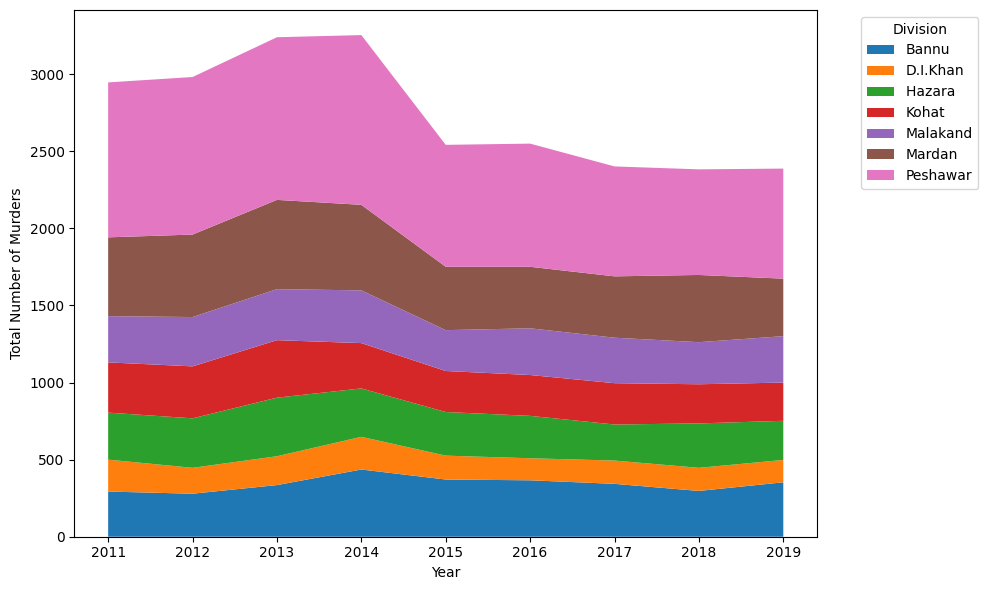 Total Number of Murders
3000
2500
2000
1500
1000
500
0
2011 2012 2013 2014 2015 2016 2017 2018 2019
Year
Division
Bannu
D.I.Khan
Hazara
Kohat
Malakand
Mardan
Peshawar